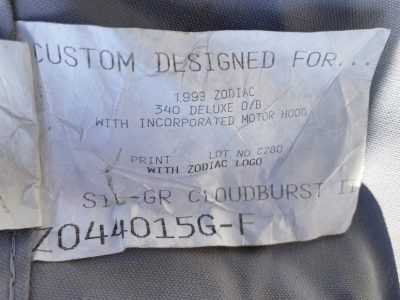 CUSTOM DESIGNED FOR...
1999 ZODIAC
340 DELUXE O/B
WITH INCORPORATED MOTOR HOOD
PRINT LOT NO C280
WITH ZODIAC LOGO
SIL-GR CLOUDBURST II
Z044015G-F